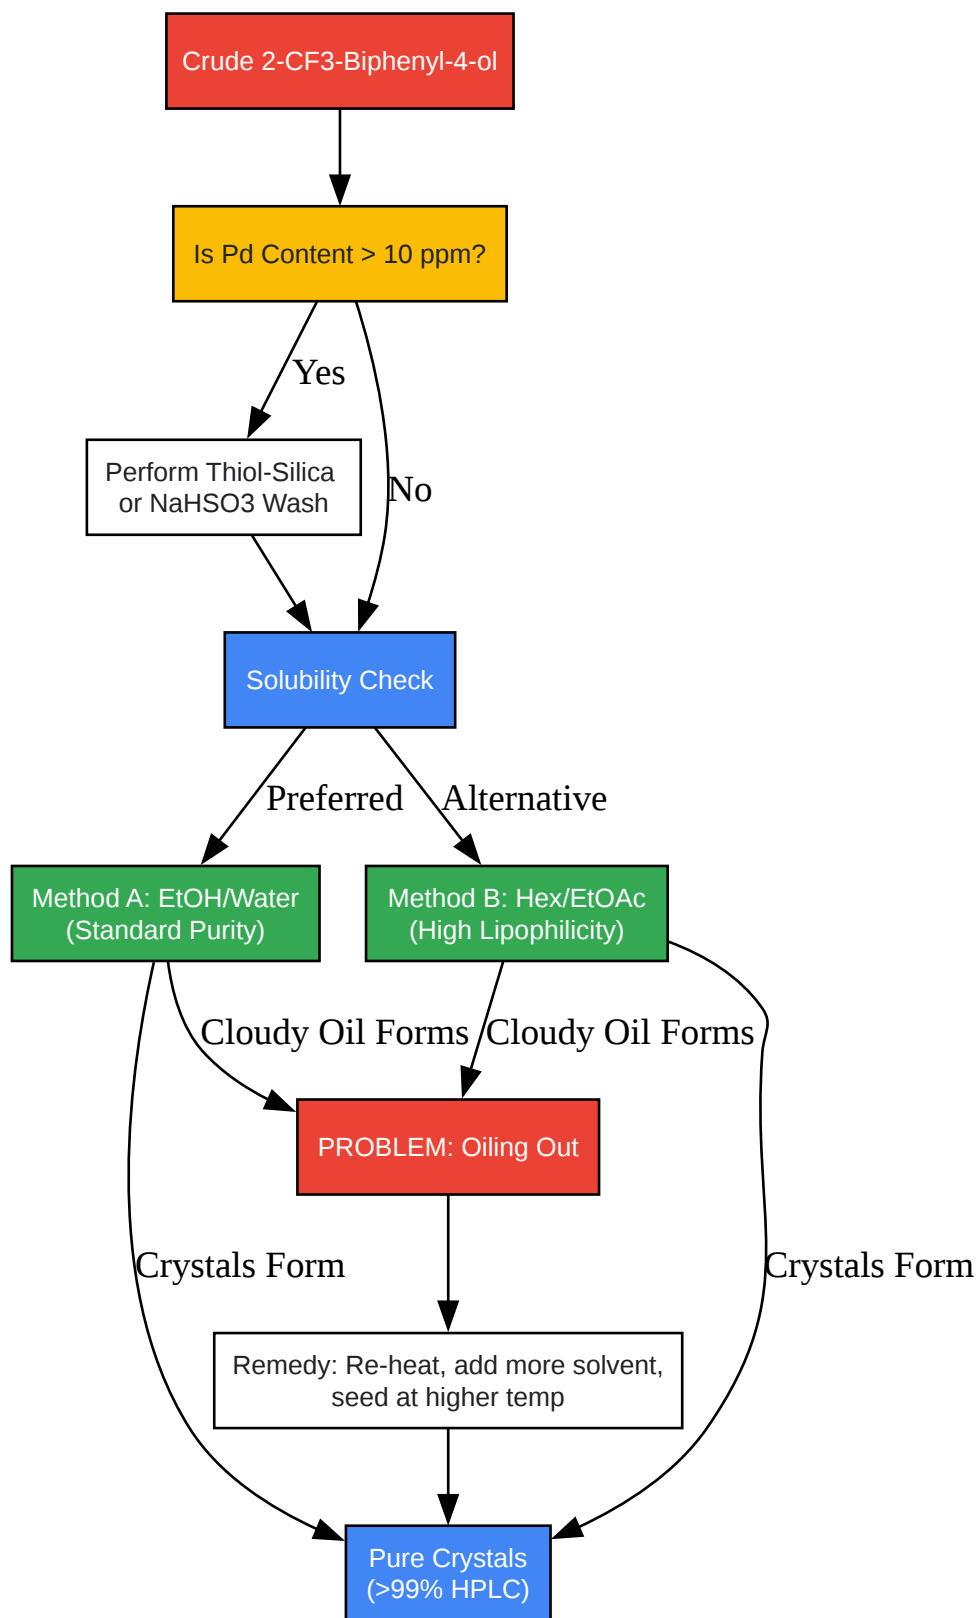 Crude 2-CF3-Biphenyl-4-ol
Is Pd Content > 10 ppm?
Yes
Perform Thiol-Silica
or NaHSO3 Wash
No
Solubility Check
Preferred
Alternative
Method A: EtOH/Water
(Standard Purity)
Method B: Hex/EtOAc
(High Lipophilicity)
Cloudy Oil Forms
Cloudy Oil Forms
PROBLEM: Oiling Out
Crystals Form
Crystals Form
Remedy: Re-heat, add more solvent,
seed at higher temp
Pure Crystals
(>99% HPLC)